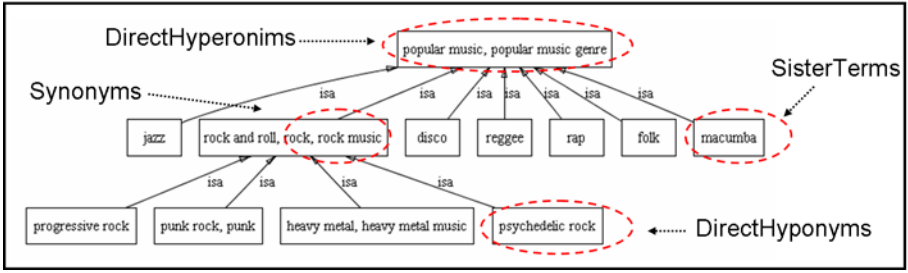 DirectHyperonims
popular music, popular music genre
SisterTerms
Synonyms
isa isa isa isa isa isa isa
jazz
rock and roll, rock, rock music
disco
reggee
rap
folk
macumba
isa isa isa isa
progressive rock
punk rock, punk
heavy metal, heavy metal music
psychedelic rock
DirectHyponyms